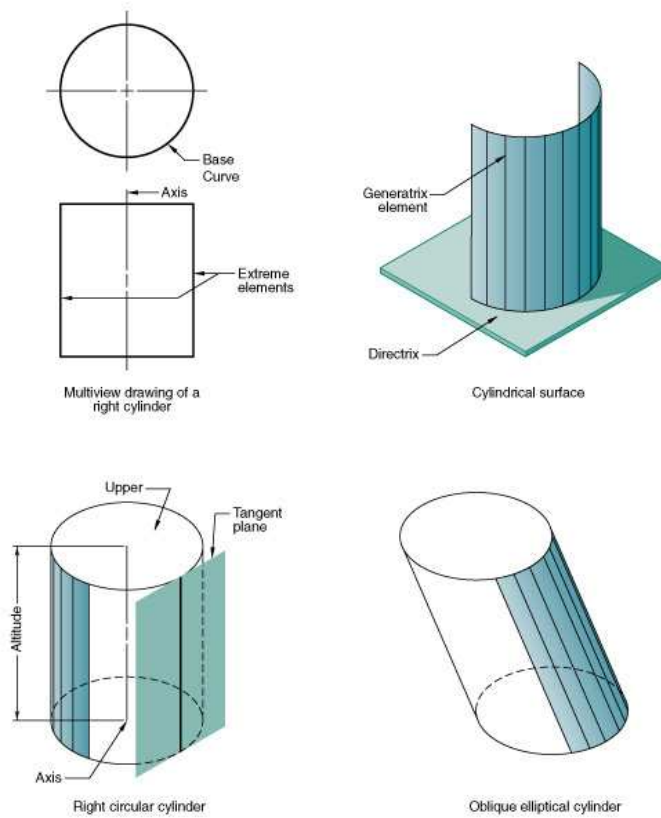 Base
Curve
Axis
Extreme
elements
Multiview drawing of a
right cylinder
Generatrix
element
Directrix
Cylindrical surface
Upper
Tangent
plane
Altitude
Axis
Right circular cylinder
Oblique elliptical cylinder